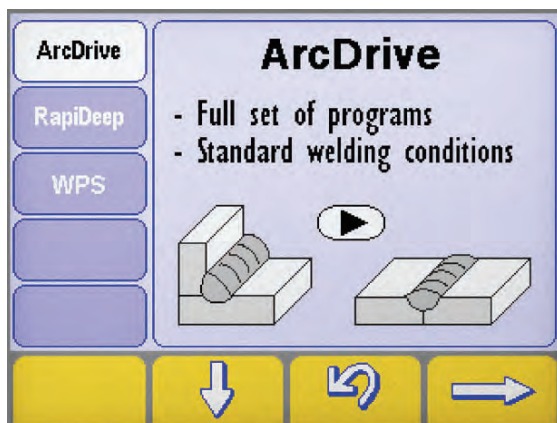 ArcDrive
RapiDeep
WPS
ArcDrive
- Full set of programs
- Standard welding conditions